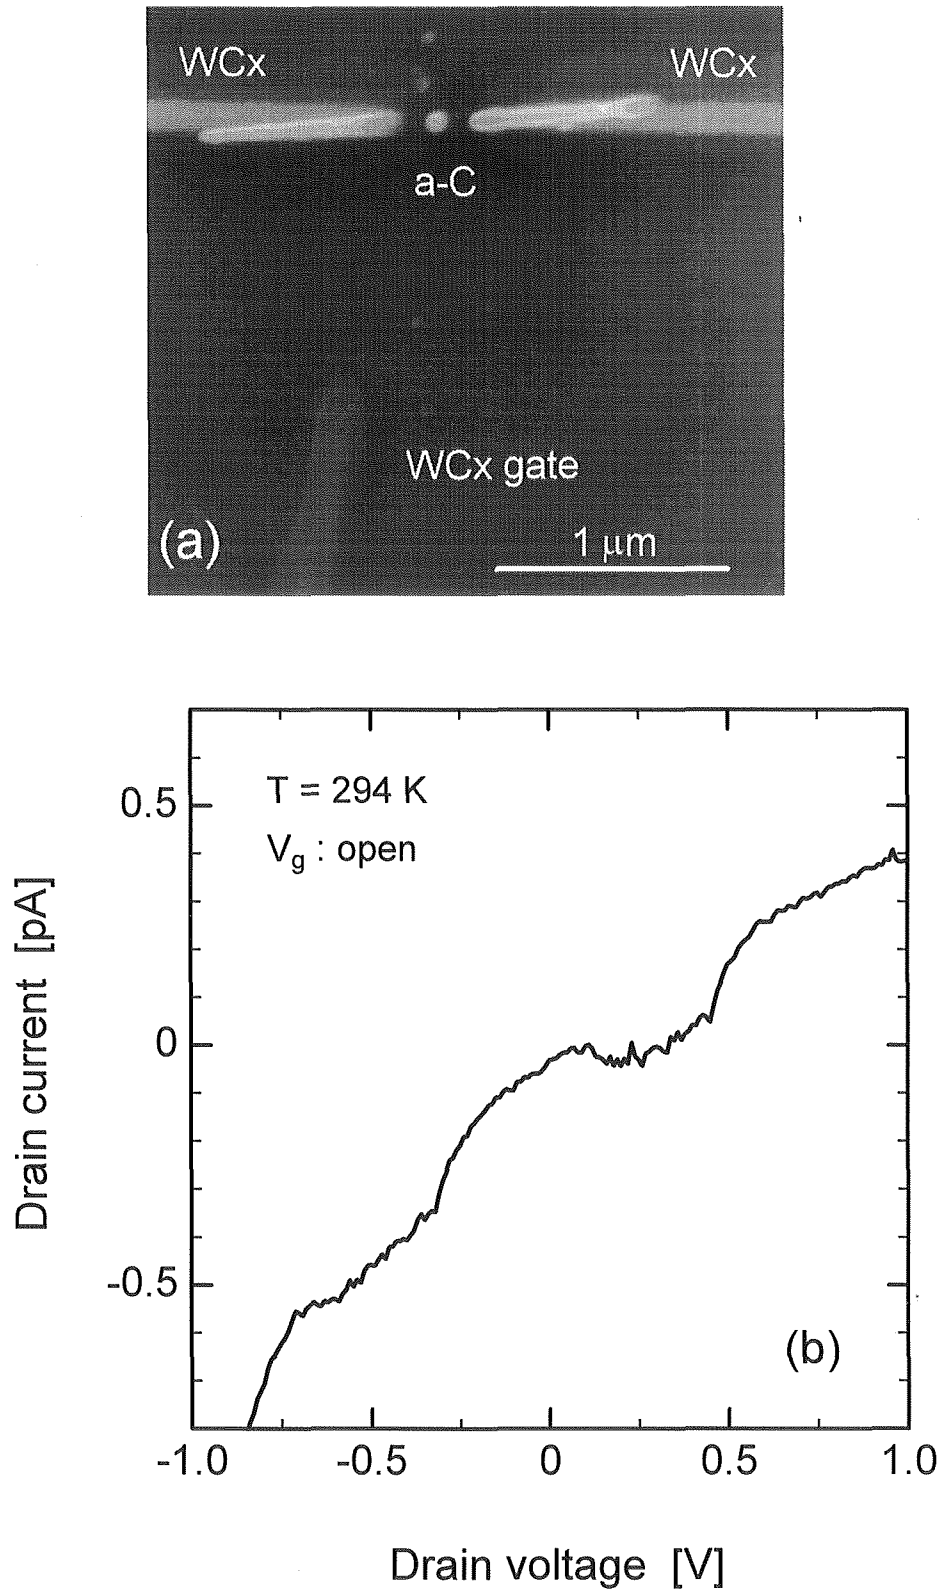 WCx WCx
a-C
WCx gate
(a) 1 μm
T = 294 K
0.5
V_g : open
Drain current [pA]
0
-0.5
(b)
-1.0 -0.5 0 0.5 1.0
Drain voltage [V]